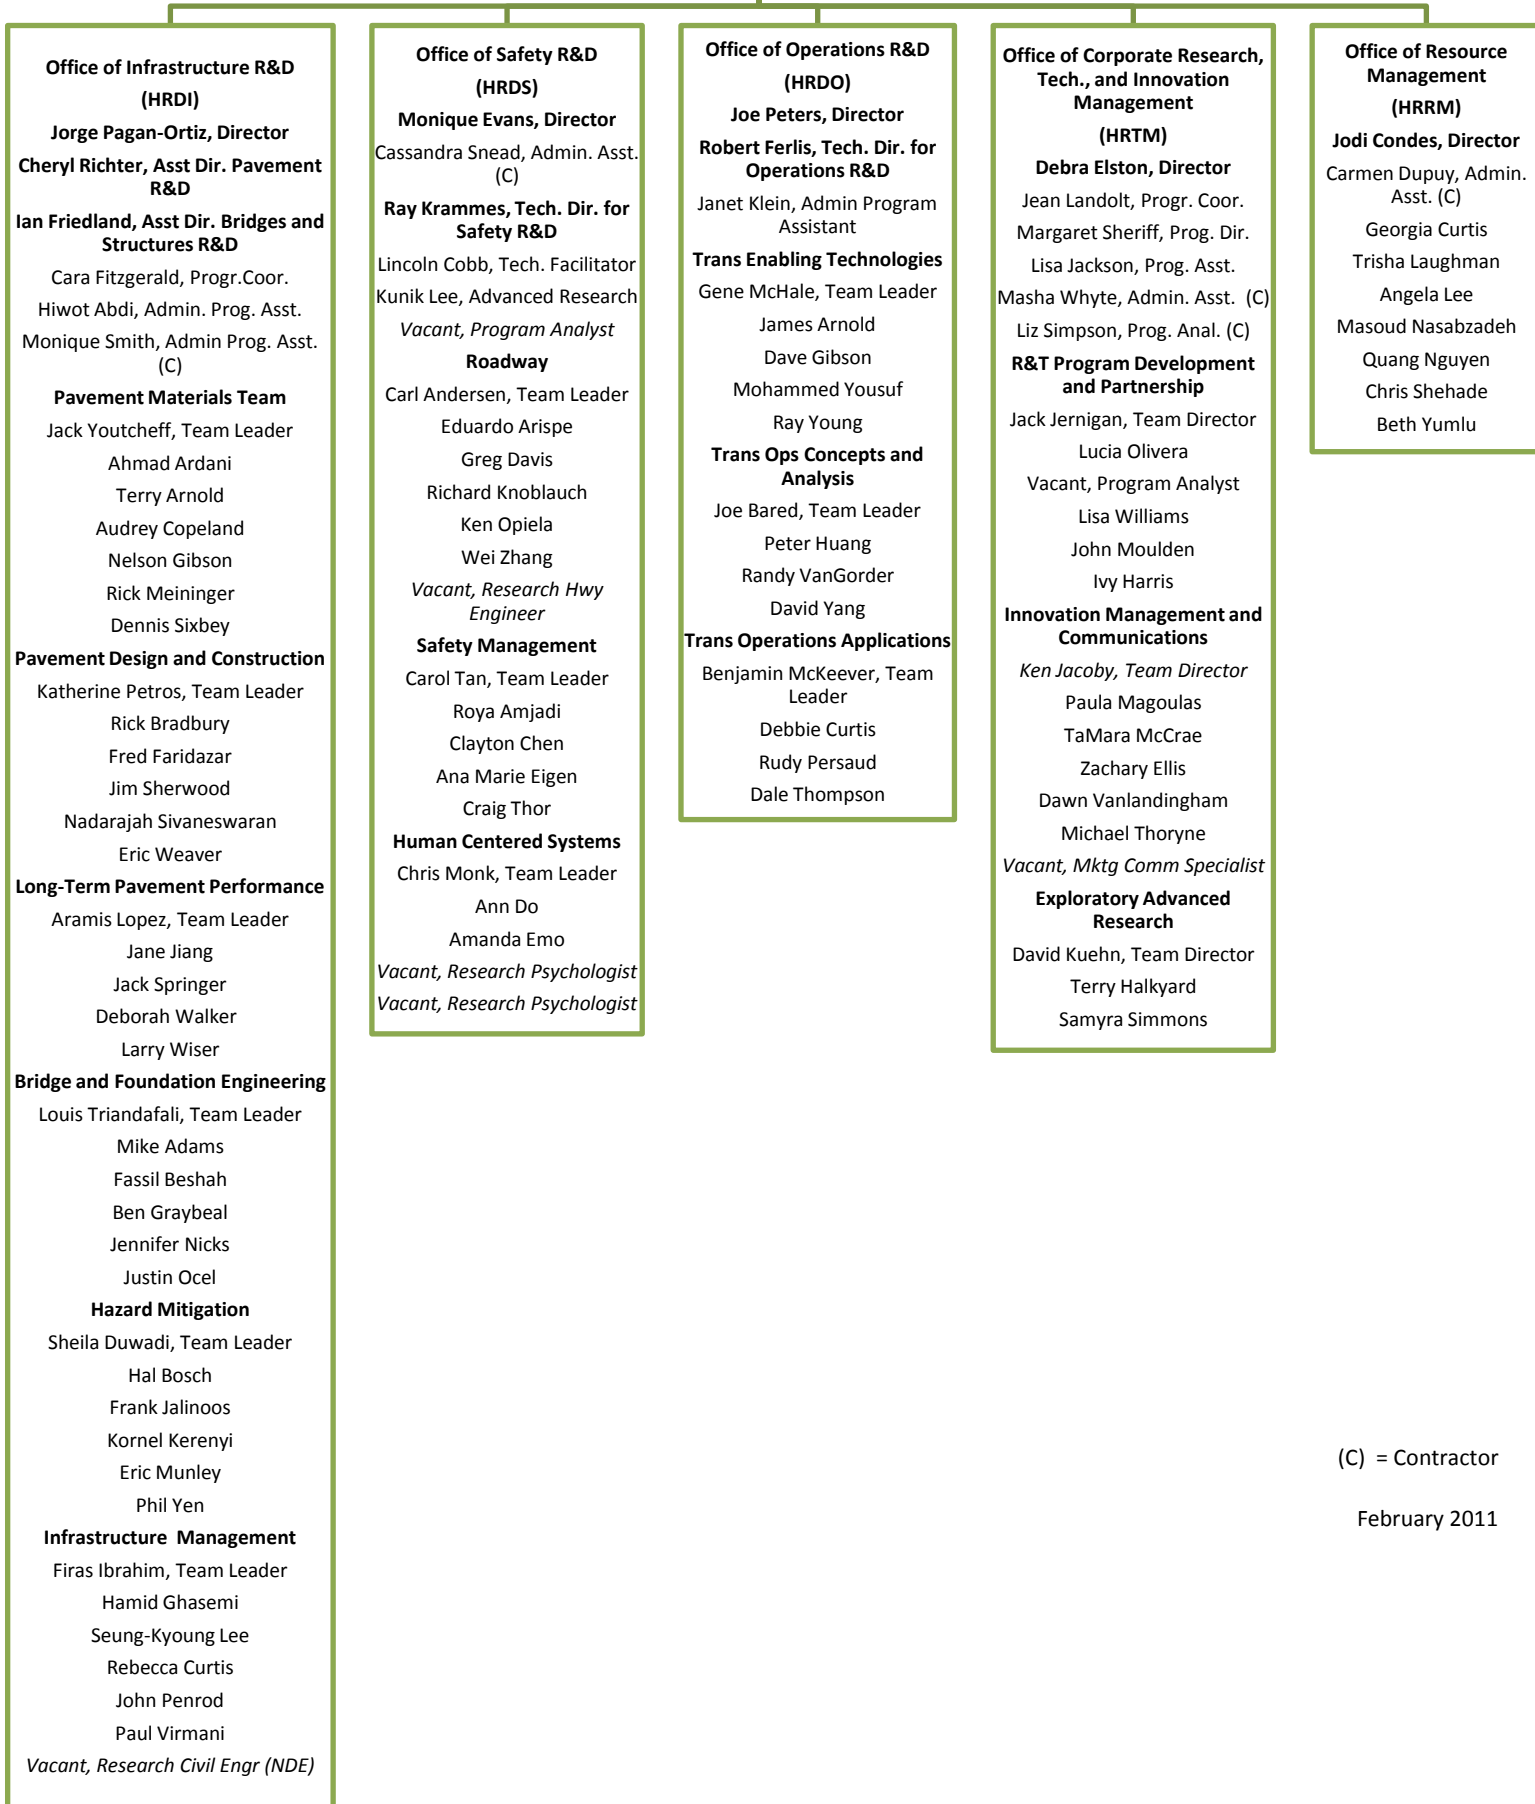 Office of Infrastructure R&D
(HRDI)
Jorge Pagan-Ortiz, Director
Cheryl Richter, Asst Dir. Pavement
R&D
Ian Friedland, Asst Dir. Bridges and
Structures R&D
Cara Fitzgerald, Progr.Coor.
Hiwot Abdi, Admin. Prog. Asst.
Monique Smith, Admin Prog. Asst.
(C)
Pavement Materials Team
Jack Youtcheff, Team Leader
Ahmad Ardani
Terry Arnold
Audrey Copeland
Nelson Gibson
Rick Meininger
Dennis Sixbey
Pavement Design and Construction
Katherine Petros, Team Leader
Rick Bradbury
Fred Faridazar
Jim Sherwood
Nadarajah Sivaneswaran
Eric Weaver
Long-Term Pavement Performance
Aramis Lopez, Team Leader
Jane Jiang
Jack Springer
Deborah Walker
Larry Wiser
Bridge and Foundation Engineering
Louis Triandafali, Team Leader
Mike Adams
Fassil Beshah
Ben Graybeal
Jennifer Nicks
Justin Ocel
Hazard Mitigation
Sheila Duwadi, Team Leader
Hal Bosch
Frank Jalinoos
Kornel Kerenyi
Eric Munley
Phil Yen
Infrastructure Management
Firas Ibrahim, Team Leader
Hamid Ghasemi
Seung-Kyoung Lee
Rebecca Curtis
John Penrod
Paul Virmani
Vacant, Research Civil Engr (NDE)
Office of Safety R&D
(HRDS)
Monique Evans, Director
Cassandra Snead, Admin. Asst.
(C)
Ray Krammes, Tech. Dir. for
Safety R&D
Lincoln Cobb, Tech. Facilitator
Kunik Lee, Advanced Research
Vacant, Program Analyst
Roadway
Carl Andersen, Team Leader
Eduardo Arispe
Greg Davis
Richard Knoblauch
Ken Opiela
Wei Zhang
Vacant, Research Hwy
Engineer
Safety Management
Carol Tan, Team Leader
Roya Amjadi
Clayton Chen
Ana Marie Eigen
Craig Thor
Human Centered Systems
Chris Monk, Team Leader
Ann Do
Amanda Emo
Vacant, Research Psychologist
Vacant, Research Psychologist
Office of Operations R&D
(HRDO)
Joe Peters, Director
Robert Ferlis, Tech. Dir. for
Operations R&D
Janet Klein, Admin Program
Assistant
Trans Enabling Technologies
Gene McHale, Team Leader
James Arnold
Dave Gibson
Mohammed Yousuf
Ray Young
Trans Ops Concepts and
Analysis
Joe Bared, Team Leader
Peter Huang
Randy VanGorder
David Yang
Trans Operations Applications
Benjamin McKeever, Team
Leader
Debbie Curtis
Rudy Persaud
Dale Thompson
Office of Corporate Research,
Tech., and Innovation
Management
(HRTM)
Debra Elston, Director
Jean Landolt, Progr. Coor.
Margaret Sheriff, Prog. Dir.
Lisa Jackson, Prog. Asst.
Masha Whyte, Admin. Asst. (C)
Liz Simpson, Prog. Anal. (C)
R&T Program Development
and Partnership
Jack Jernigan, Team Director
Lucia Olivera
Vacant, Program Analyst
Lisa Williams
John Moulden
Ivy Harris
Innovation Management and
Communications
Ken Jacoby, Team Director
Paula Magoulas
TaMara McCrae
Zachary Ellis
Dawn Vanlandingham
Michael Thoryne
Vacant, Mktg Comm Specialist
Exploratory Advanced
Research
David Kuehn, Team Director
Terry Halkyard
Samyra Simmons
Office of Resource
Management
(HRRM)
Jodi Condes, Director
Carmen Dupuy, Admin.
Asst. (C)
Georgia Curtis
Trisha Laughman
Angela Lee
Masoud Nasabzadeh
Quang Nguyen
Chris Shehade
Beth Yumlu
(C) = Contractor
February 2011